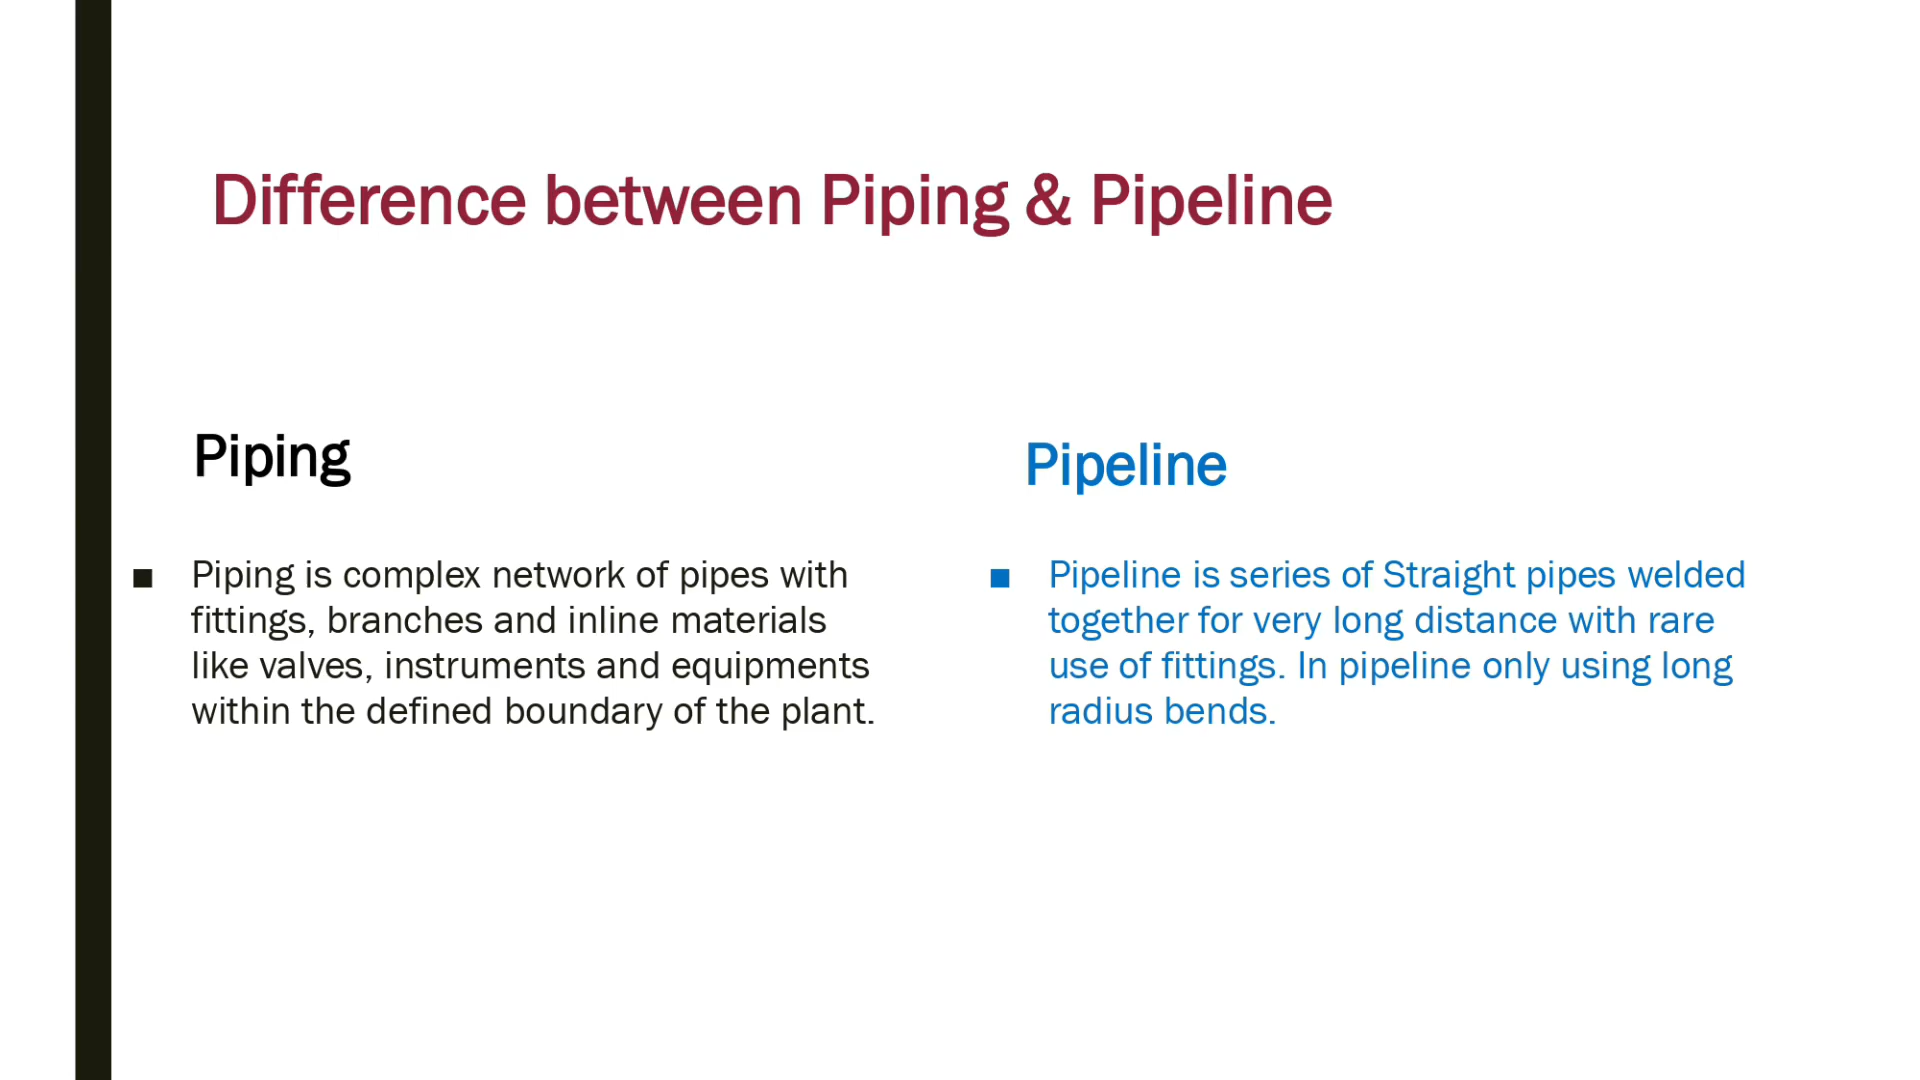 Difference between Piping & Pipeline
Piping
■ Piping is complex network of pipes with
fittings, branches and inline materials
like valves, instruments and equipments
within the defined boundary of the plant.
Pipeline
■ Pipeline is series of Straight pipes welded
together for very long distance with rare
use of fittings. In pipeline only using long
radius bends.